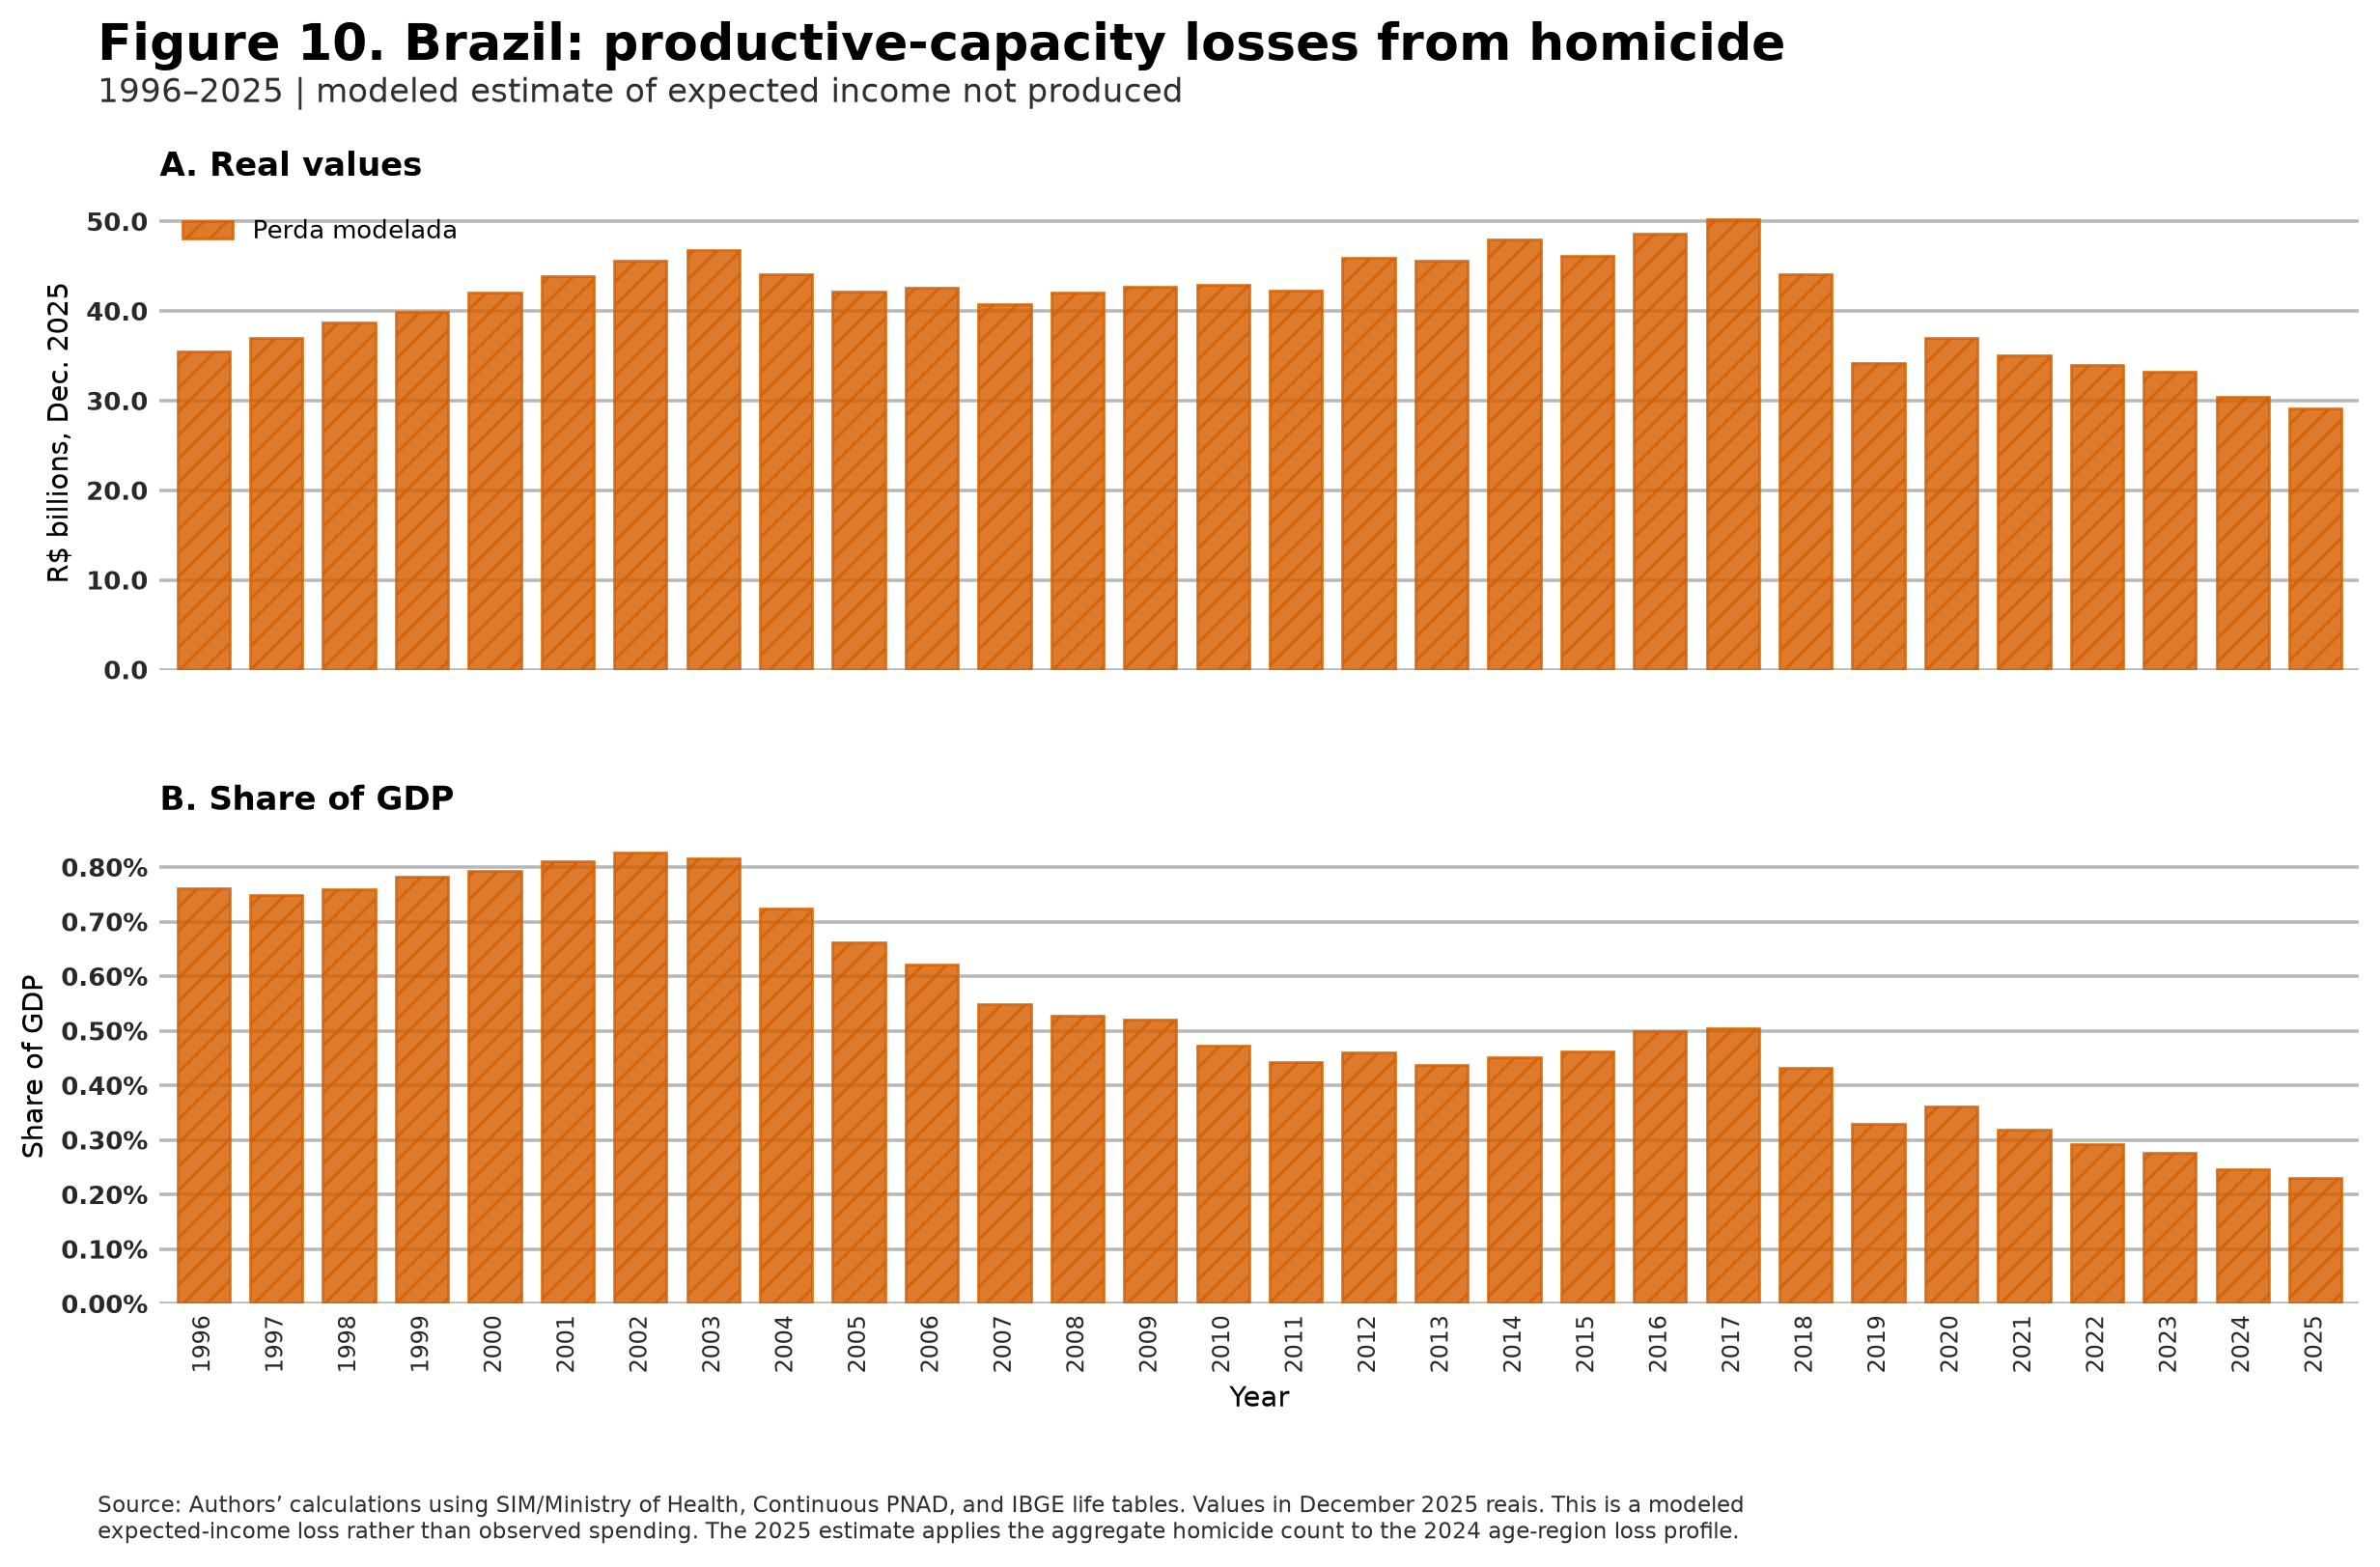 Figure 10. Brazil: productive-capacity losses from homicide
1996–2025 | modeled estimate of expected income not produced
A. Real values
Perda modelada
R$ billions, Dec. 2025
50.0
40.0
30.0
20.0
10.0
0.0
B. Share of GDP
Share of GDP
0.80%
0.70%
0.60%
0.50%
0.40%
0.30%
0.20%
0.10%
0.00%
1996 1997 1998 1999 2000 2001 2002 2003 2004 2005 2006 2007 2008 2009 2010 2011 2012 2013 2014 2015 2016 2017 2018 2019 2020 2021 2022 2023 2024 2025
Year
Source: Authors’ calculations using SIM/Ministry of Health, Continuous PNAD, and IBGE life tables. Values in December 2025 reais. This is a modeled
expected-income loss rather than observed spending. The 2025 estimate applies the aggregate homicide count to the 2024 age-region loss profile.